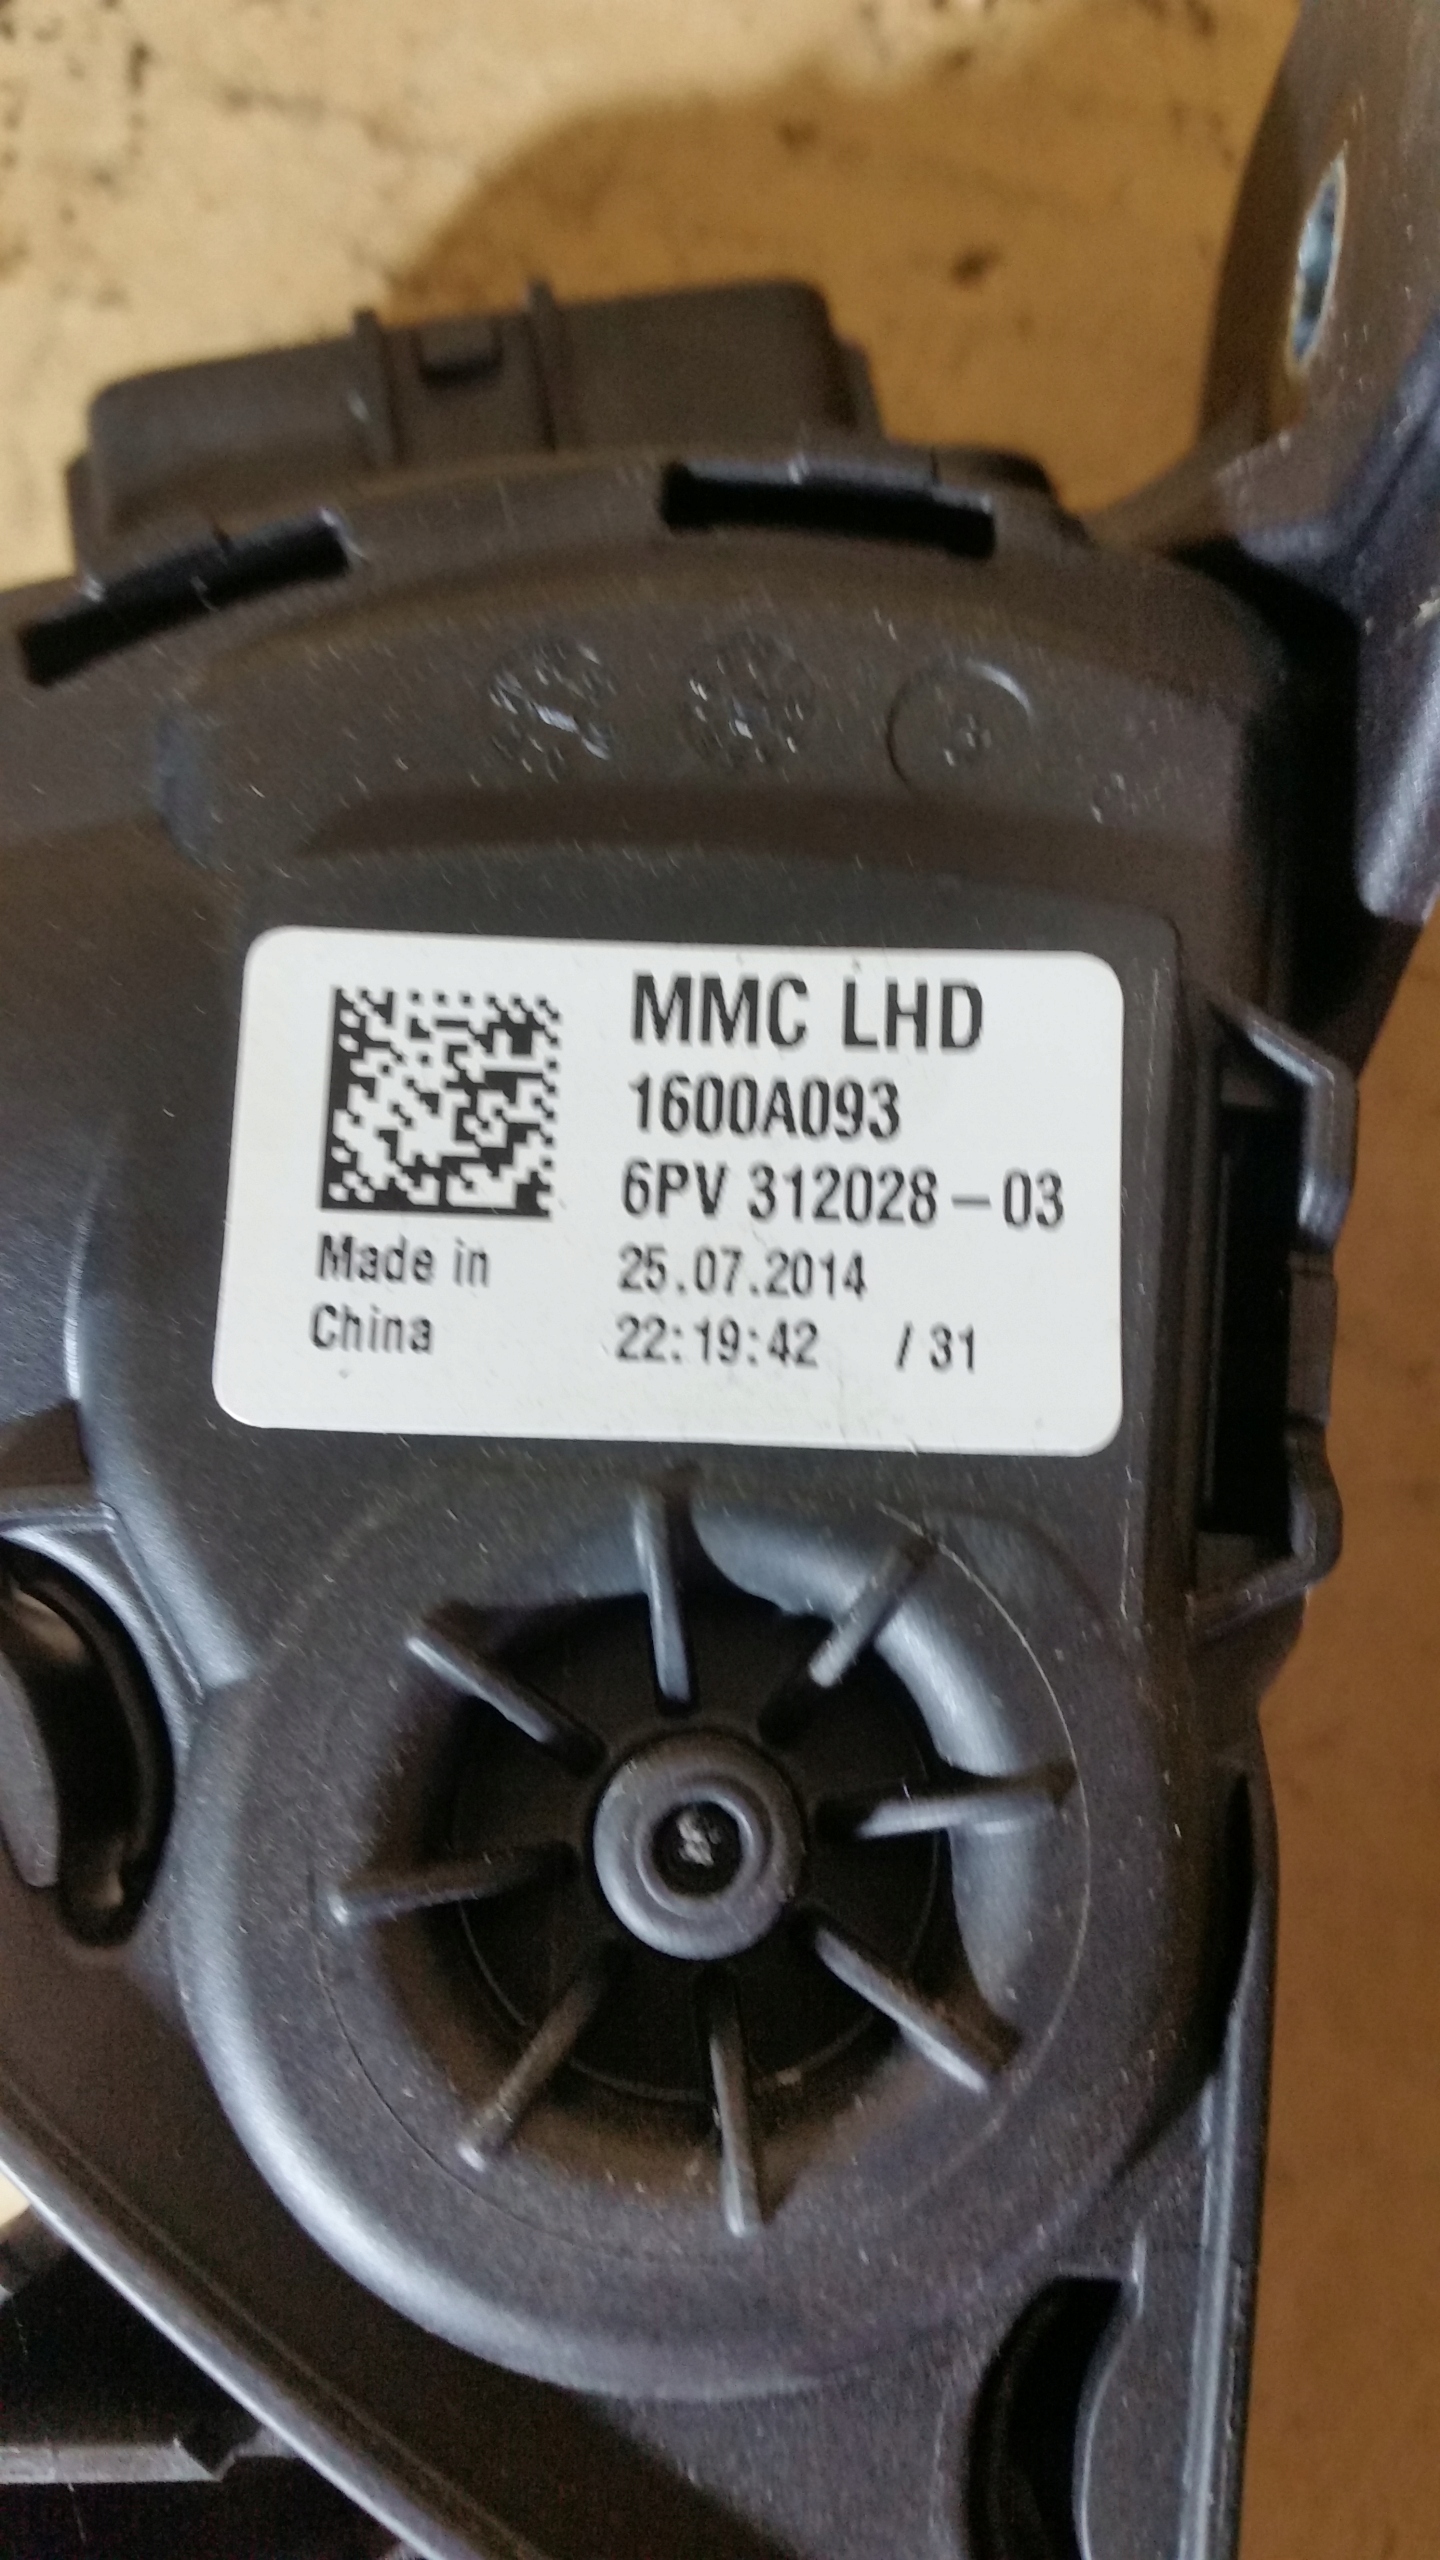 MMC LHD
1600A093
6PV 312028-03
Made in
China
25.07.2014
22:19:42 /31